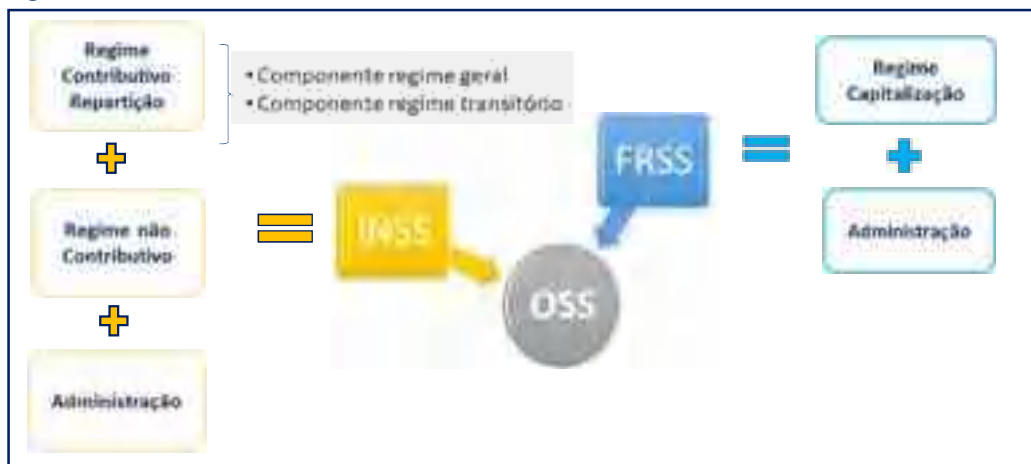 Regime
Contributivo
Repartição
• Componente regime geral
• Componente regime transitório
Regime não
Contributivo
Administração
INSS
FRSS
OSS
Regime
Capitalização
Administração